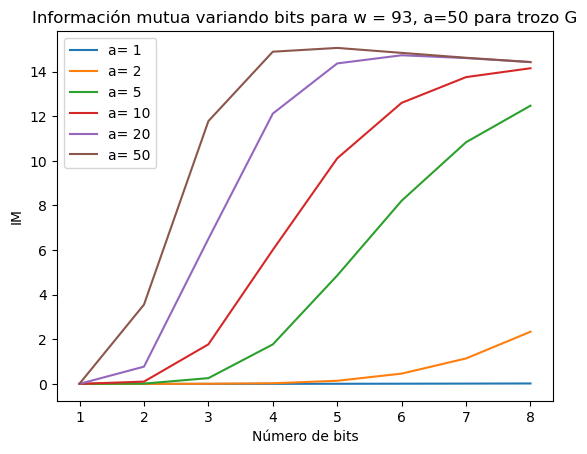 Información mutua variando bits para w = 93, a=50 para trozo G
a= 1
a= 2
a= 5
a= 10
a= 20
a= 50
14
12
10
8
6
4
2
0
IM
1 2 3 4 5 6 7 8
Número de bits